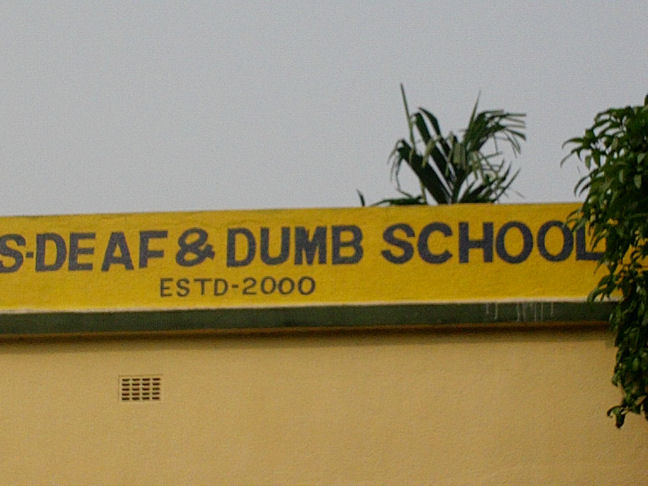 S-DEAF & DUMB SCHOOL
ESTD-2000